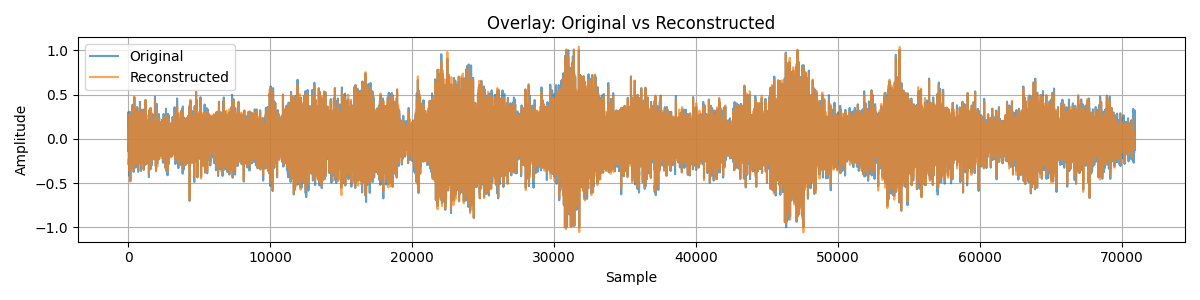 Overlay: Original vs Reconstructed
Original
Reconstructed
Amplitude
1.0
0.5
0.0
−0.5
−1.0
0 10000 20000 30000 40000 50000 60000 70000
Sample